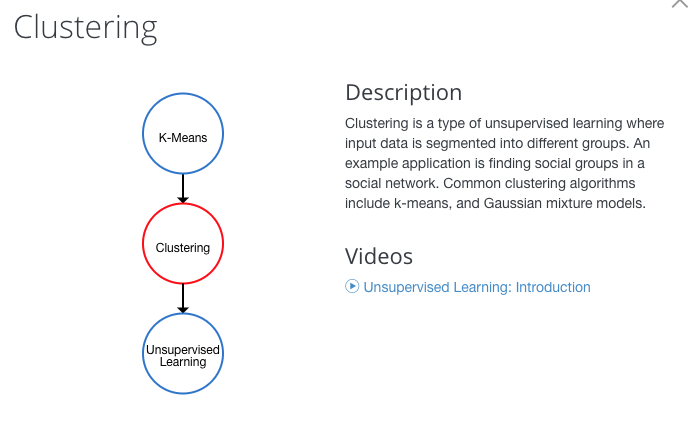 Clustering
K-Means
Clustering
Unsupervised
Learning
Description
Clustering is a type of unsupervised learning where
input data is segmented into different groups. An
example application is finding social groups in a
social network. Common clustering algorithms
include k-means, and Gaussian mixture models.
Videos
Unsupervised Learning: Introduction